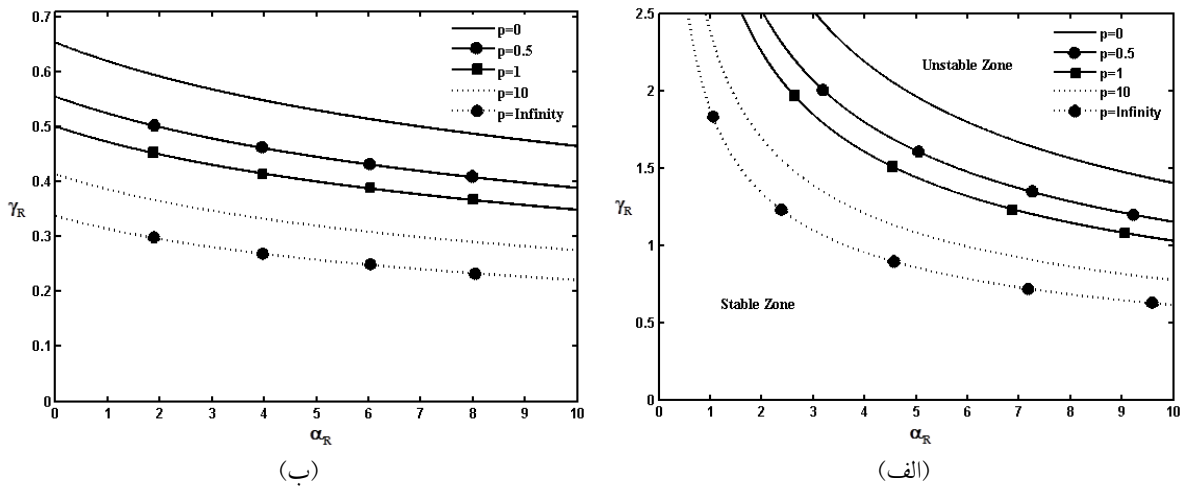 0.7
0.6
0.5
0.4
0.3
0.2
0.1
0
γR
0 1 2 3 4 5 6 7 8 9 10
αR
p=0
p=0.5
p=1
p=10
p=Infinity
(ب)
2.5
2
1.5
1
0.5
0
γR
0 1 2 3 4 5 6 7 8 9 10
αR
p=0
p=0.5
p=1
p=10
p=Infinity
Unstable Zone
Stable Zone
(الف)